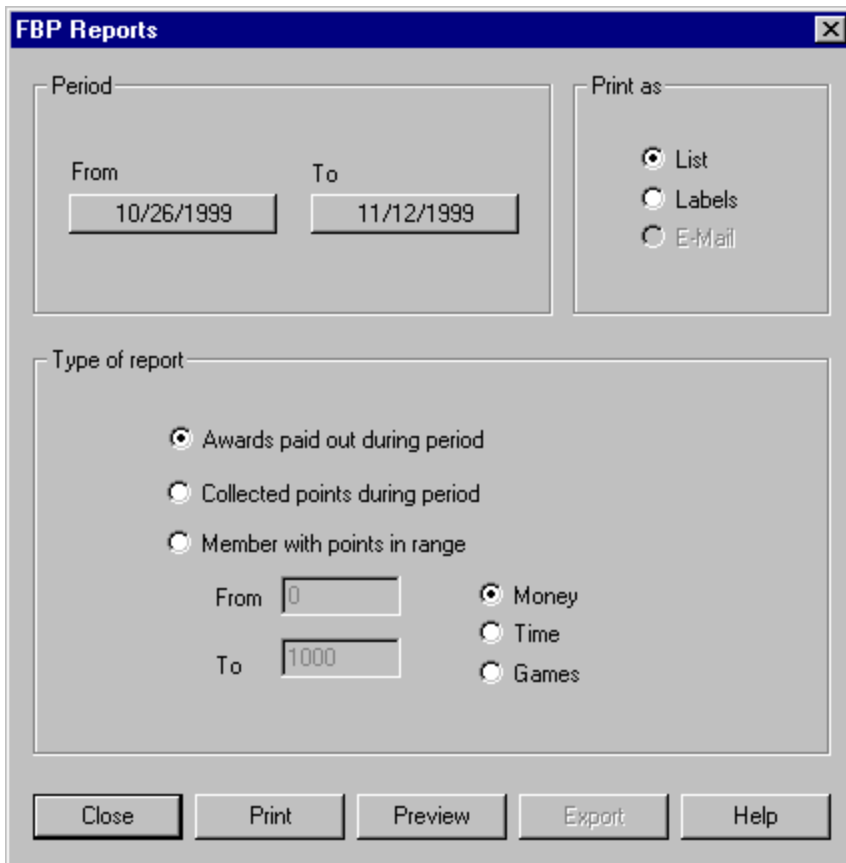 FBP Reports
Period
From To
10/26/1999 11/12/1999
Print as
List
Labels
E-Mail
Type of report
Awards paid out during period
Collected points during period
Member with points in range
From 0
To 1000
Money
Time
Games
Close Print Preview Export Help